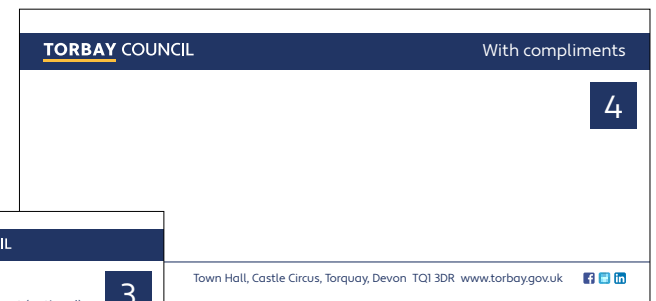 TORBAY COUNCIL With compliments
4
IL
3
Town Hall, Castle Circus, Torquay, Devon TQ1 3DR www.torbay.gov.uk